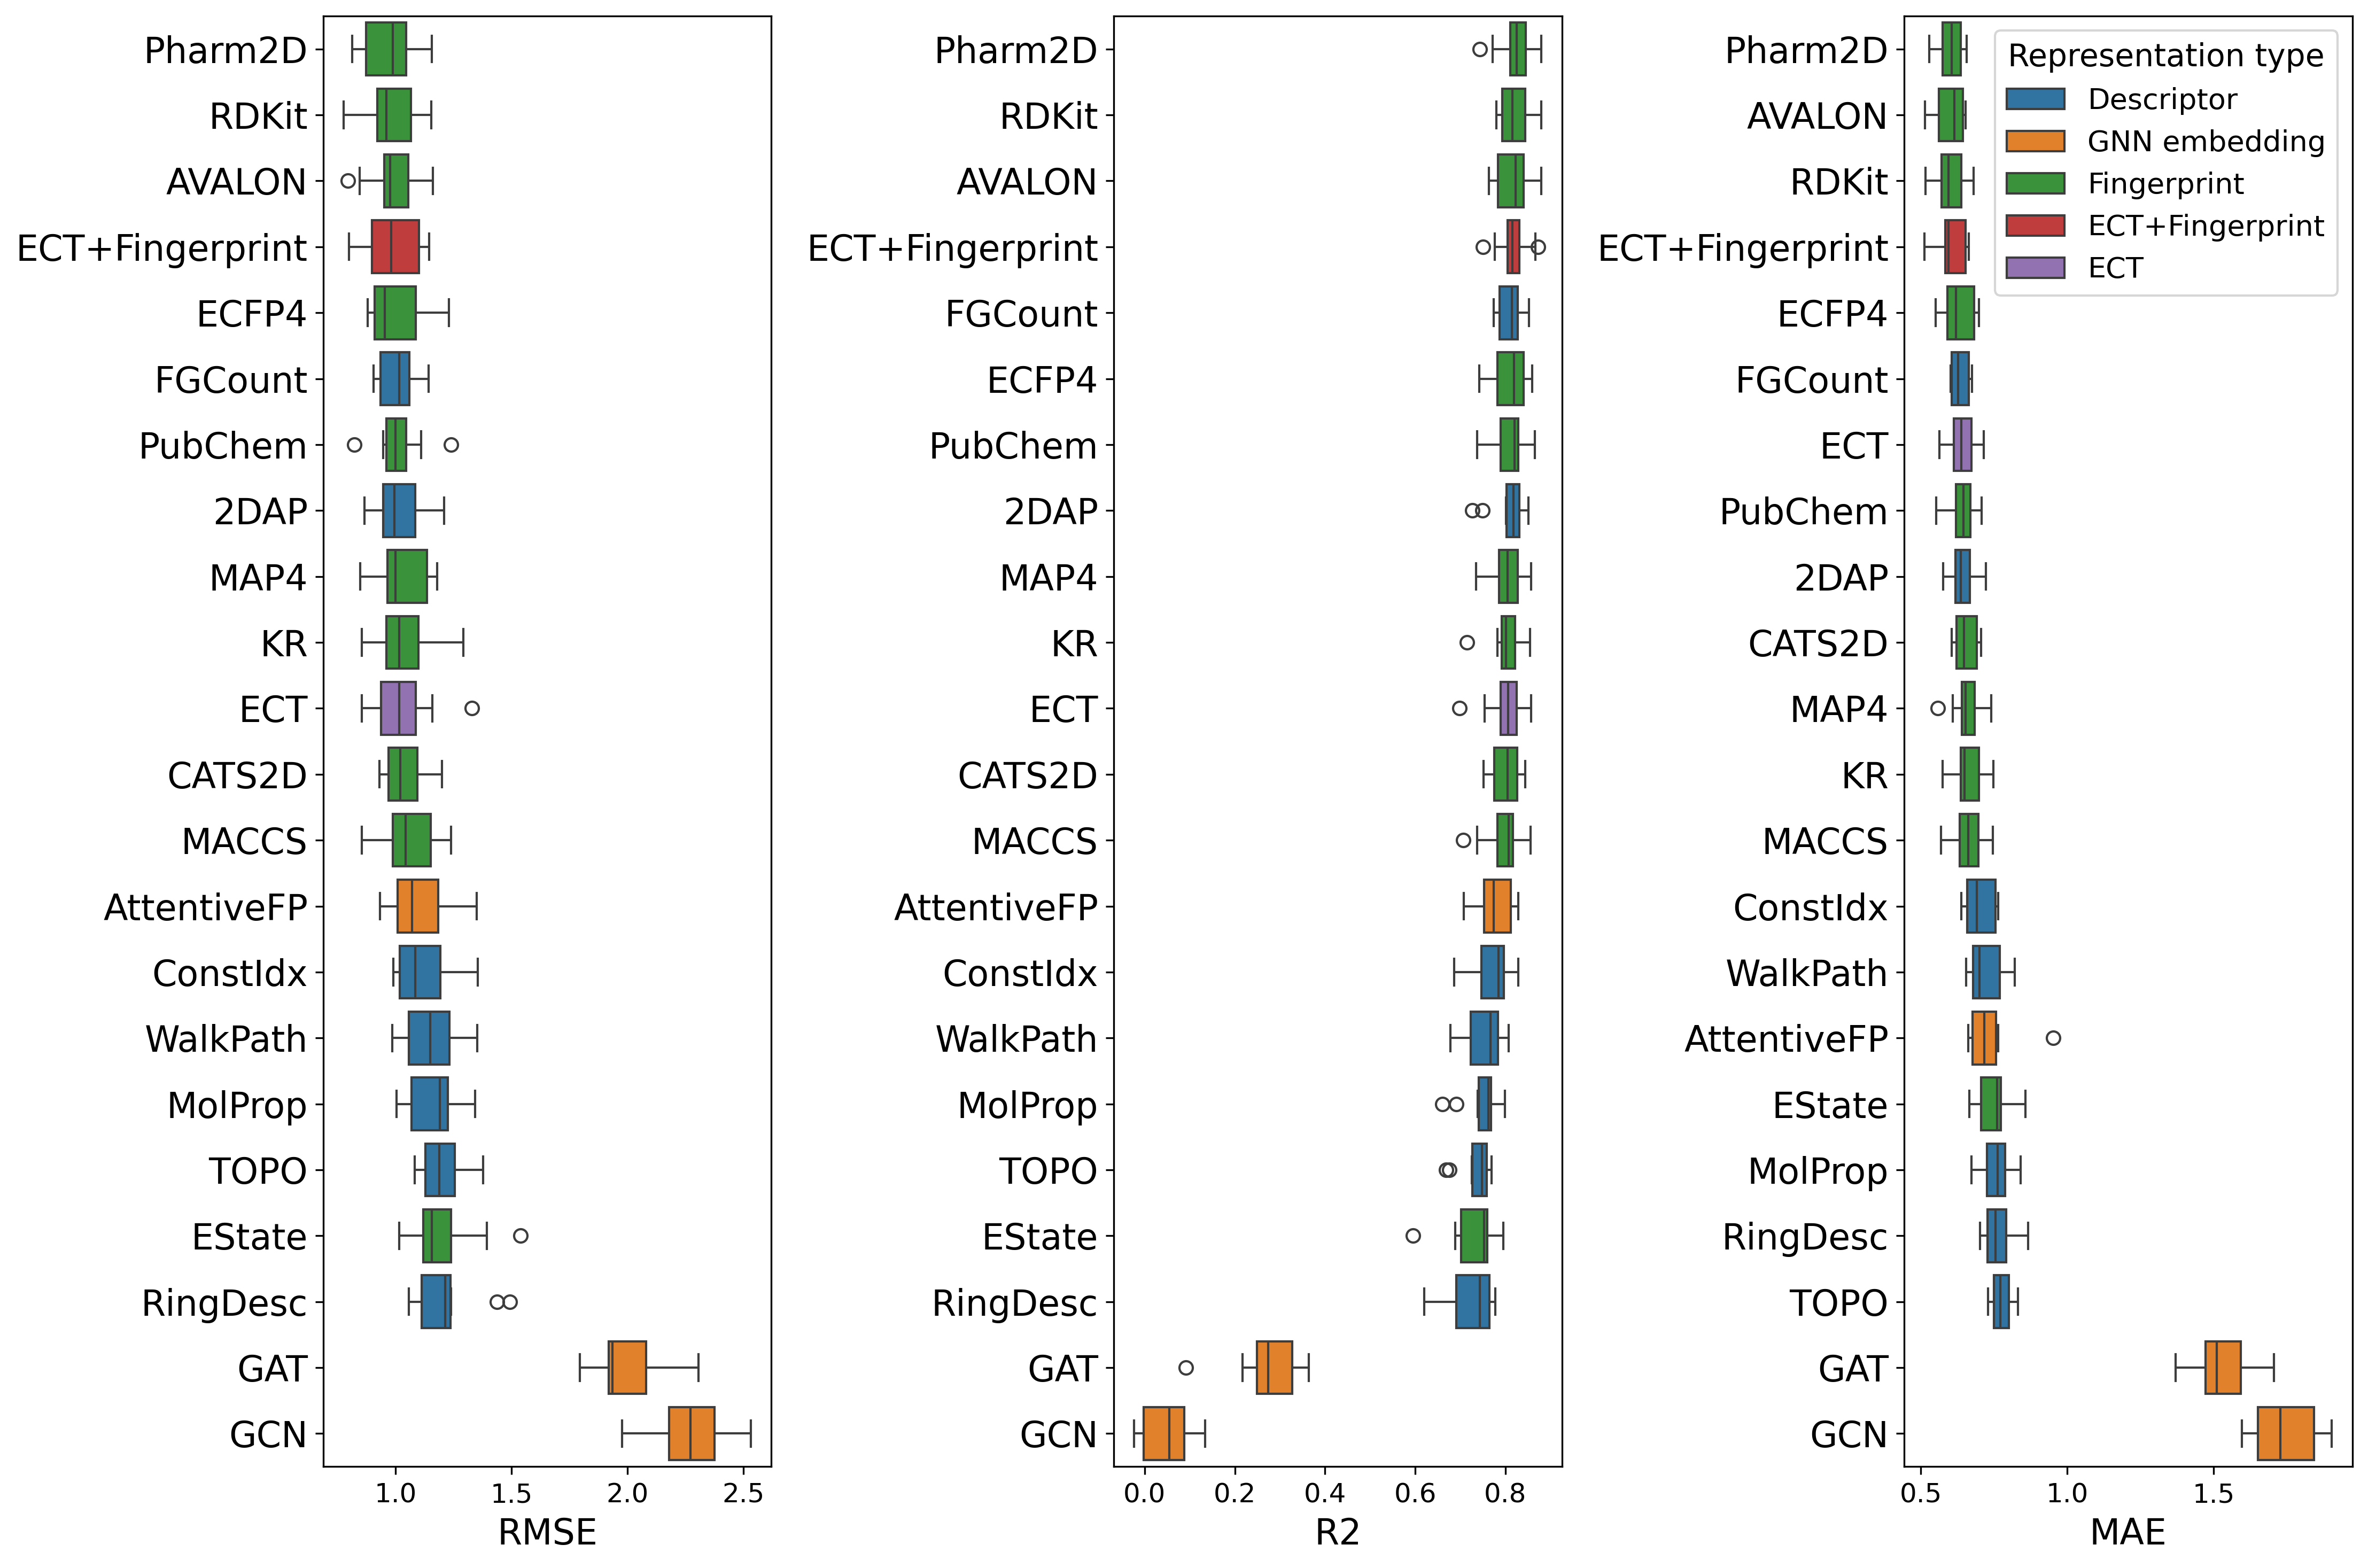 Pharm2D
RDKit
AVALON
ECT+Fingerprint
ECFP4
FGCount
PubChem
2DAP
MAP4
KR
ECT
CATS2D
MACCS
AttentiveFP
ConstIdx
WalkPath
MolProp
TOPO
EState
RingDesc
GAT
GCN
1.0 1.5 2.0 2.5
RMSE
Pharm2D
RDKit
AVALON
ECT+Fingerprint
FGCount
ECFP4
PubChem
2DAP
MAP4
KR
ECT
CATS2D
MACCS
AttentiveFP
ConstIdx
WalkPath
MolProp
TOPO
EState
RingDesc
GAT
GCN
0.0 0.2 0.4 0.6 0.8
R2
Pharm2D
AVALON
RDKit
ECT+Fingerprint
ECFP4
FGCount
ECT
PubChem
2DAP
CATS2D
MAP4
KR
MACCS
ConstIdx
WalkPath
AttentiveFP
EState
MolProp
RingDesc
TOPO
GAT
GCN
0.5 1.0 1.5
MAE
Representation type
Descriptor
GNN embedding
Fingerprint
ECT+Fingerprint
ECT